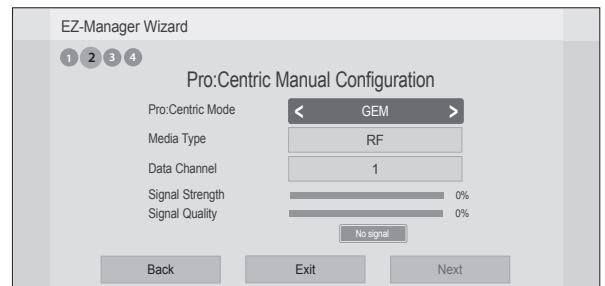 EZ-Manager Wizard
1 2 3 4
Pro:Centric Manual Configuration
Pro:Centric Mode < GEM >
Media Type RF
Data Channel 1
Signal Strength 0%
Signal Quality 0%
No signal
Back Exit Next